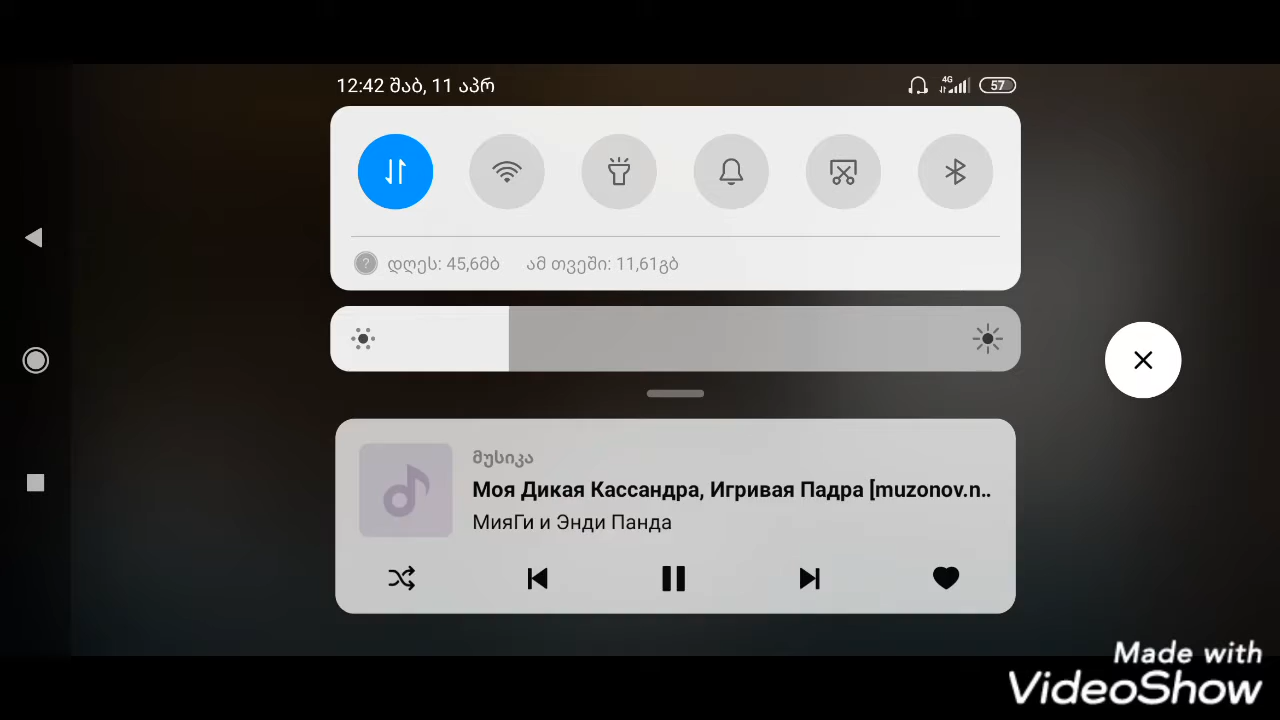 12:42 შაბ, 11 აპრ
4G
57
დღეს: 45,6მბ ამ თვეში: 11,61გბ
მუსიკა
Моя Дикая Кассандра, Игривая Падра [muzonov.n..
МияГи и Энди Панда
Made with
VideoShow